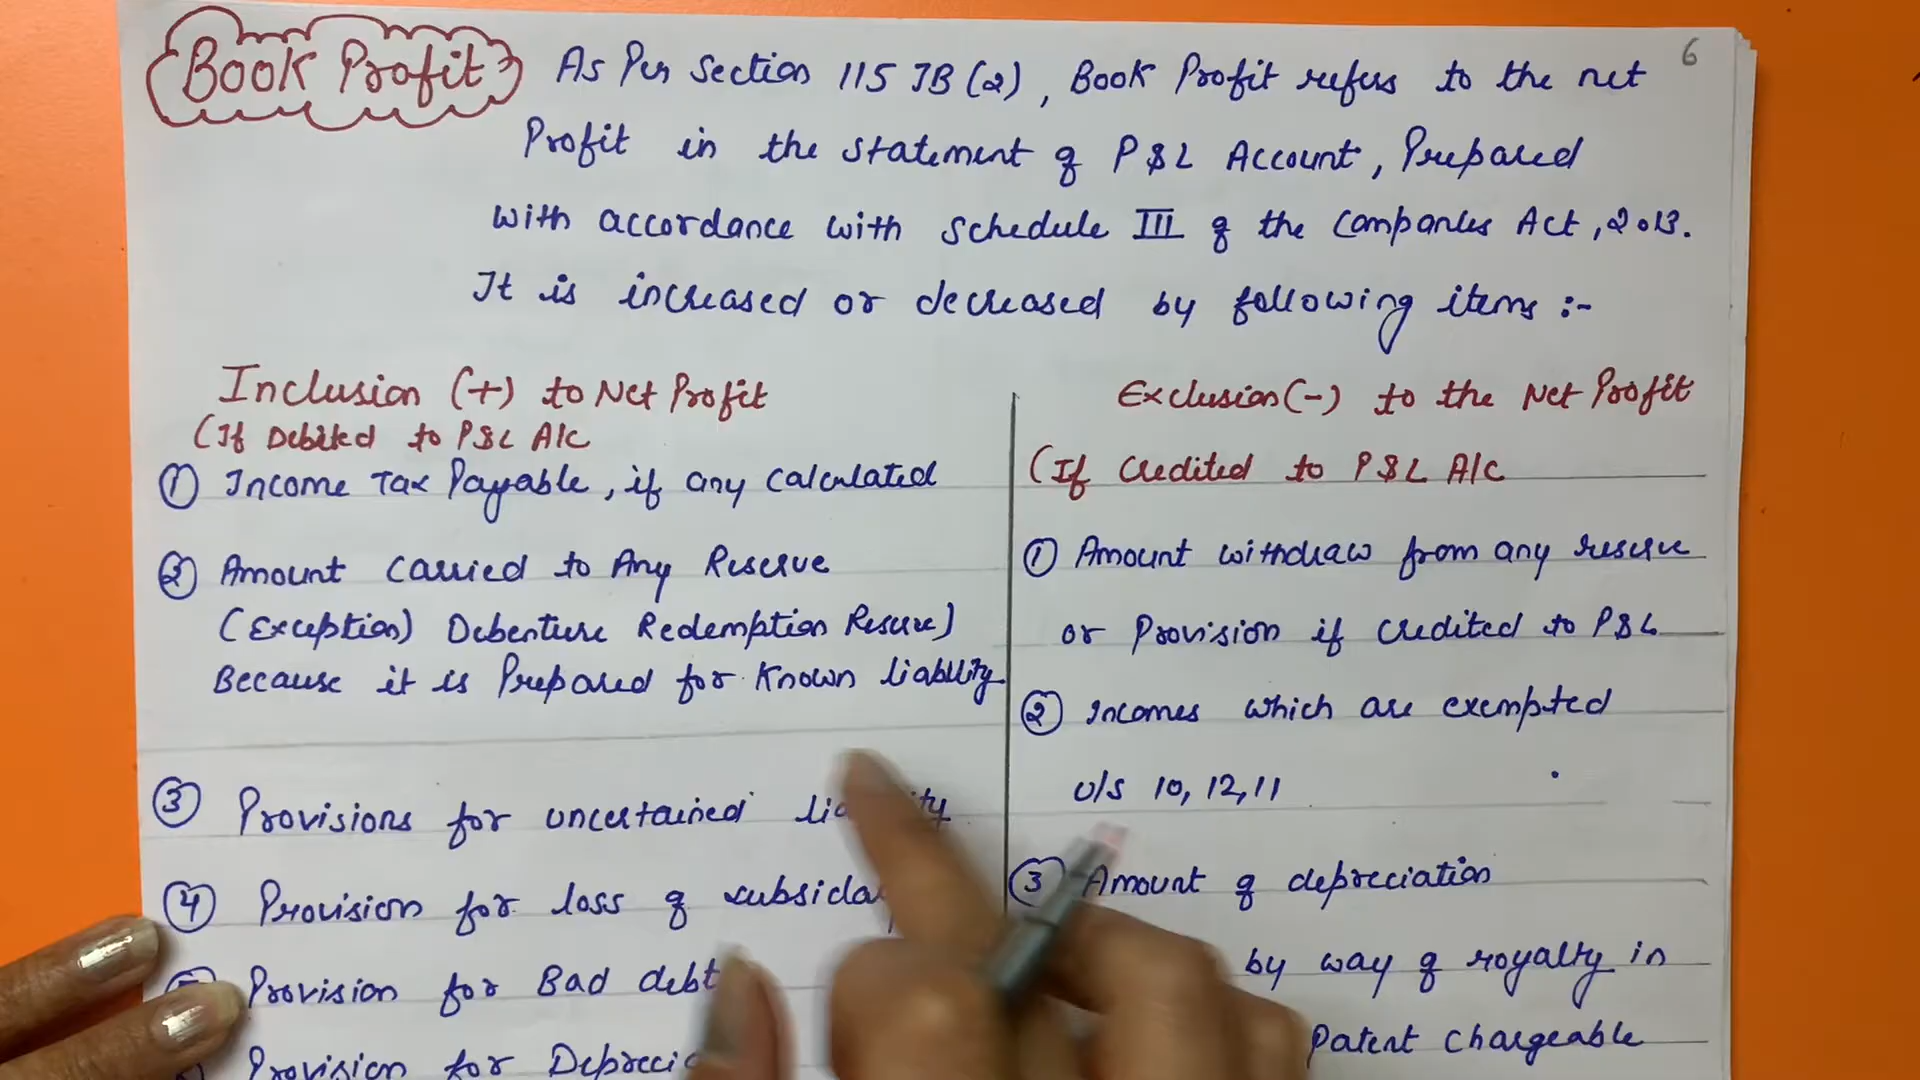 6
Book Profit
As Per Section 115 JB (2), Book Profit refers to the net
Profit in the statement of P&L Account, Prepared
with accordance with Schedule III of the Companies Act, 2013.
It is increased or decreased by following items :-
Inclusion (+) to Net Profit
(If Debited to P&L A/C
① Income Tax Payable, if any Calculated
② Amount Carried to Any Reserve
(Exception) Debenture Redemption Reserve)
Because it is Prepared for Known liability
③ Provisions for uncertained
④ Provision for loss of
Provision for Bad debt
Provision for
Exclusion (-) to the Net Profit
(If Credited to P&L A/C
① Amount withdraw from any reserve
or Provision if credited to P&L
② Incomes which are exempted
U/S 10, 12, 11
③ Amount of depreciation
by way of royalty in
Patent Chargeable